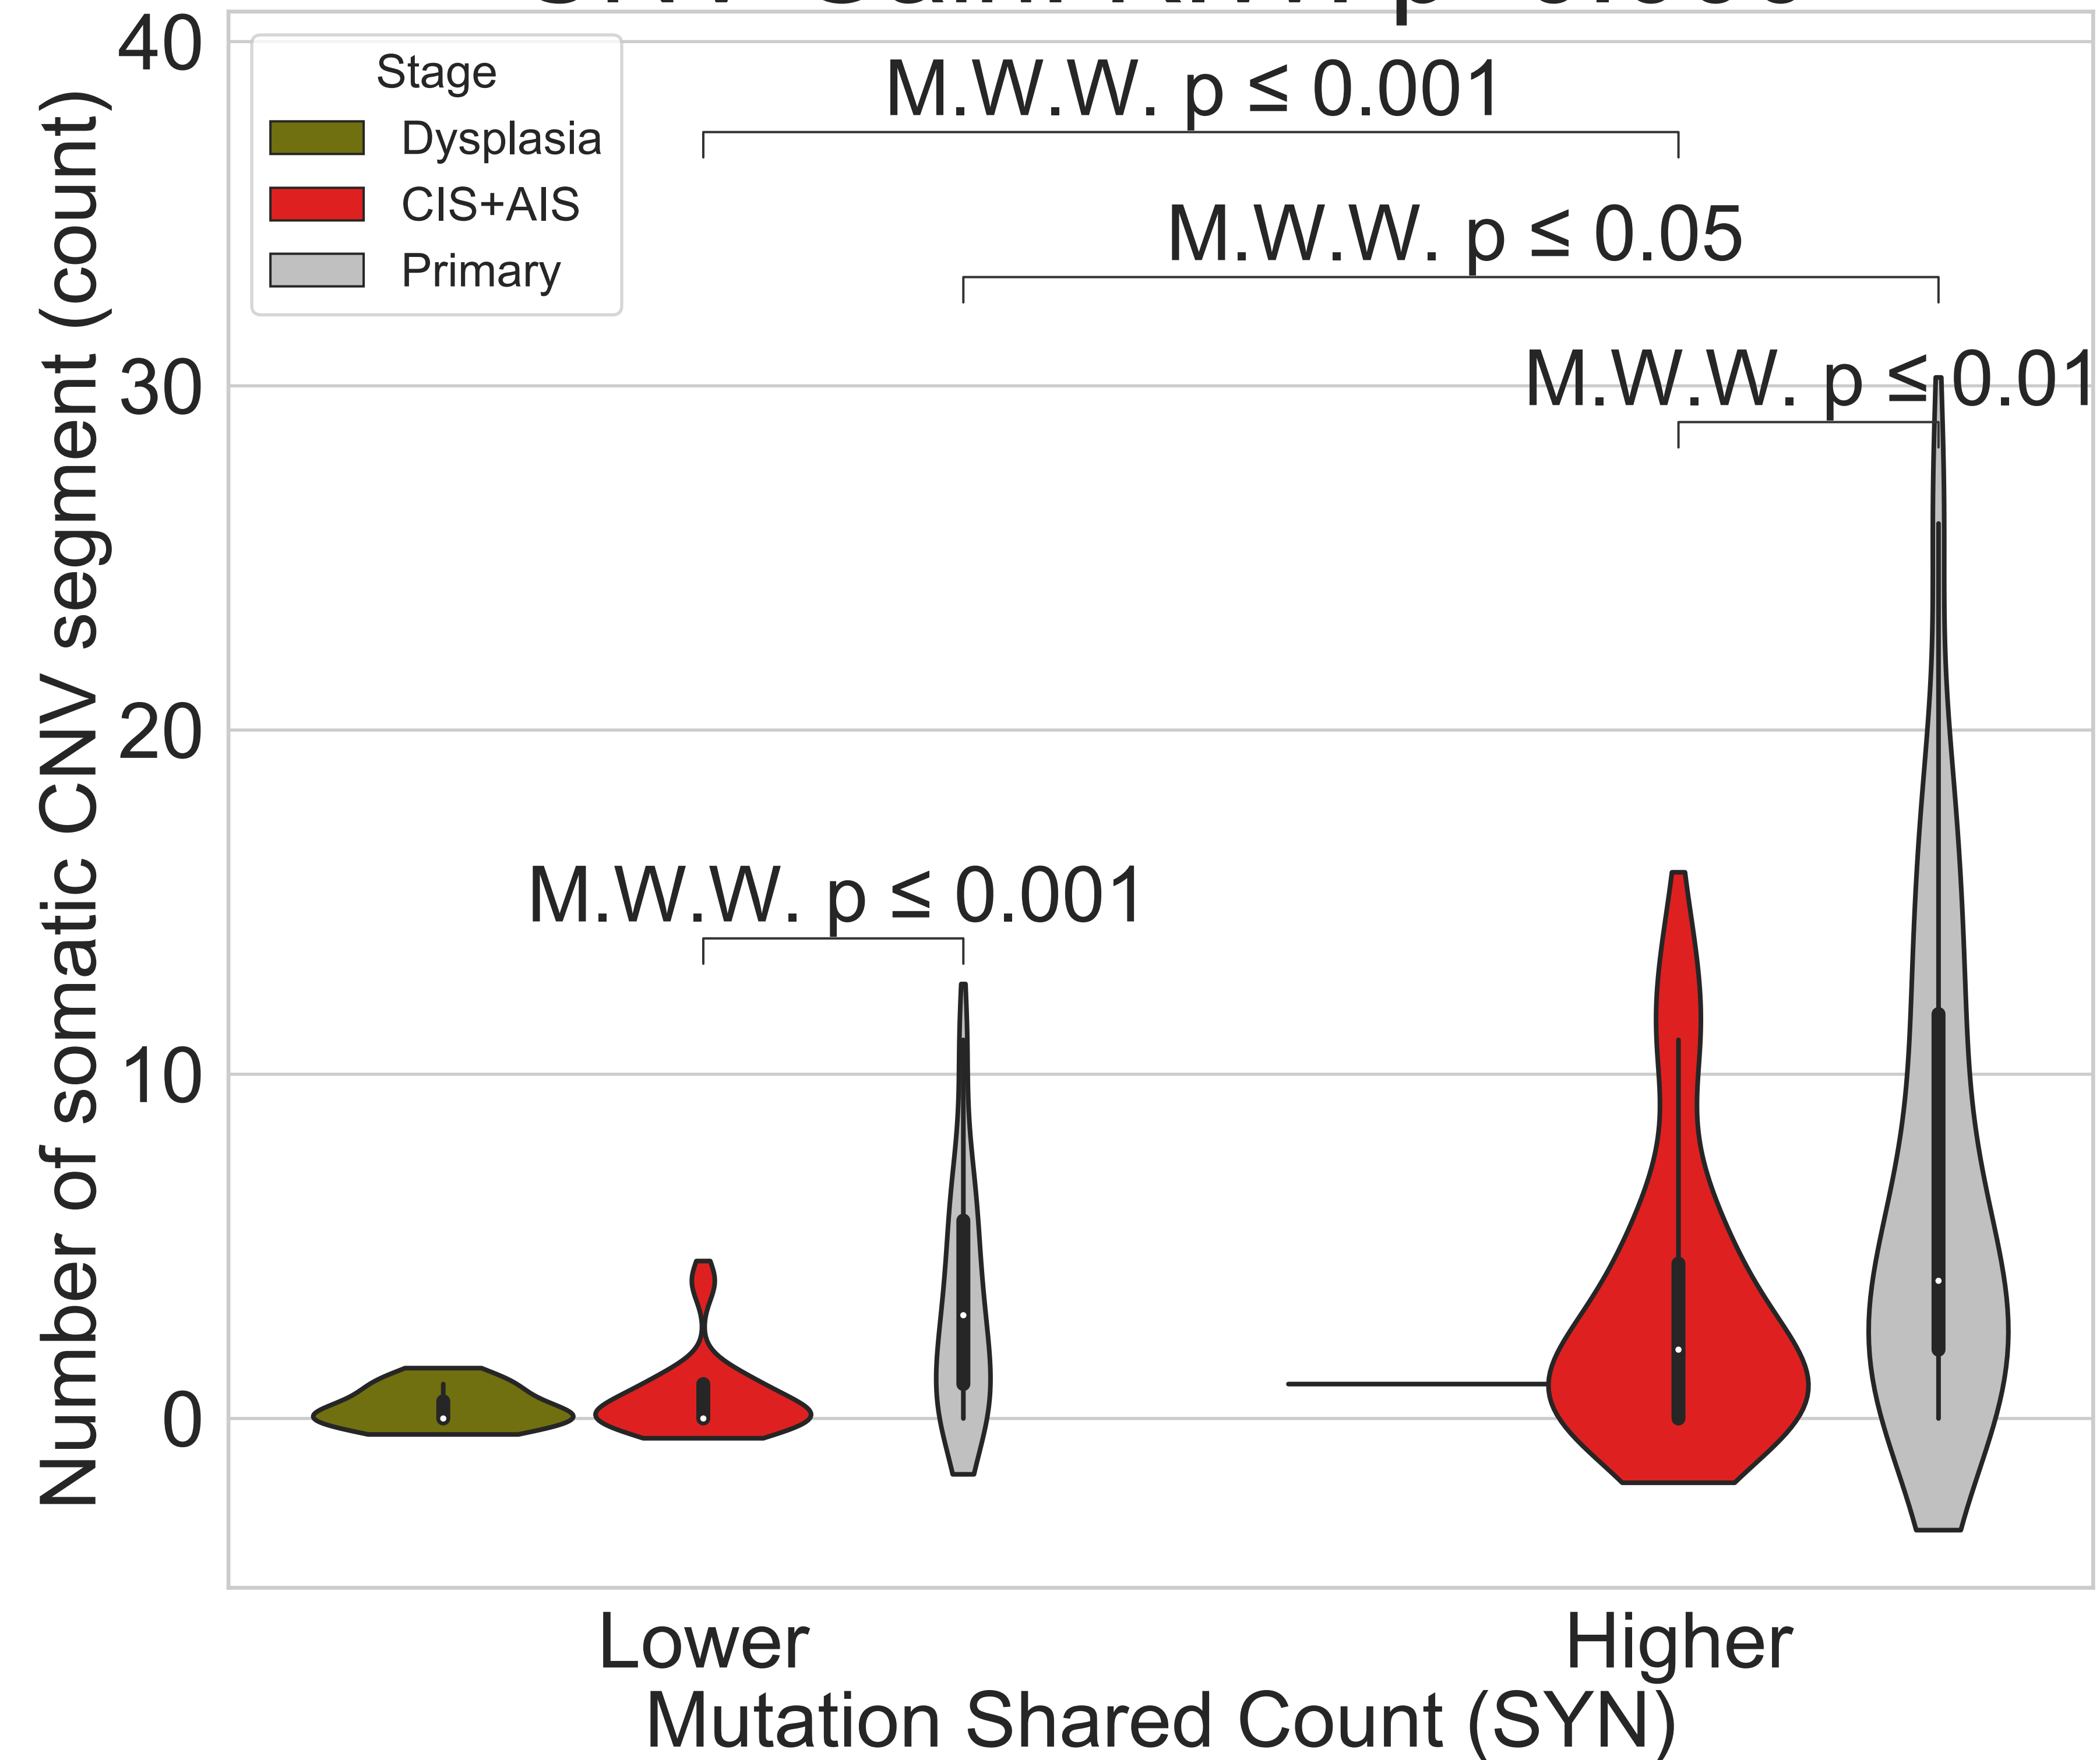 40
Stage
Dysplasia
CIS+AIS
Primary
M.W.W. p ≤ 0.001
M.W.W. p ≤ 0.05
M.W.W. p ≤ 0.01
30
20
M.W.W. p ≤ 0.001
10
0
Number of somatic CNV segment (count)
Lower
Higher
Mutation Shared Count (SYN)